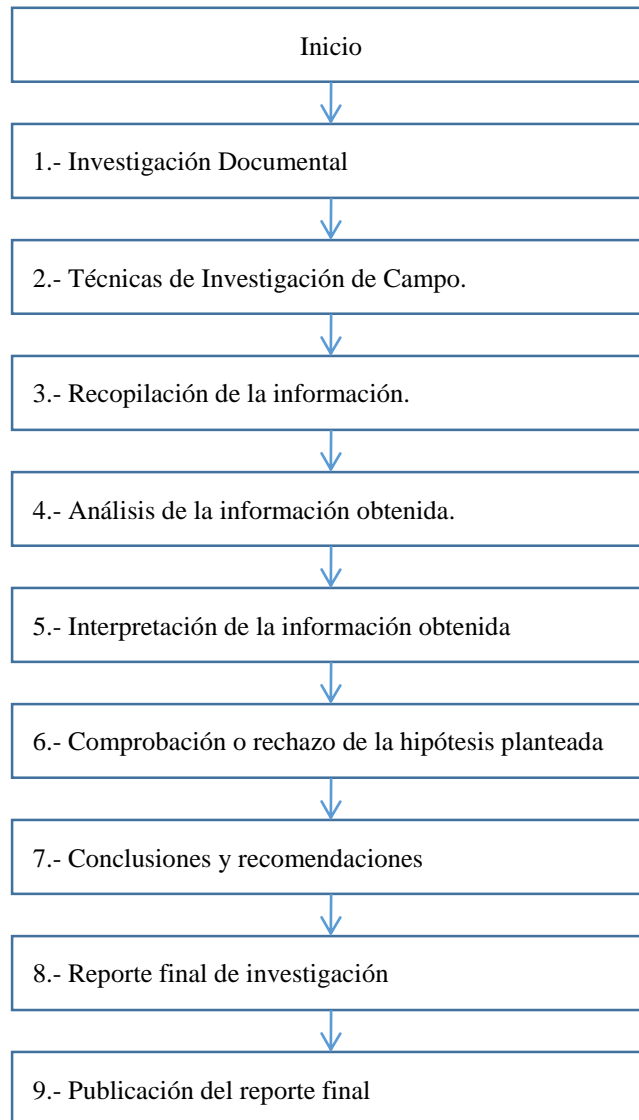 Inicio
1.- Investigación Documental
2.- Técnicas de Investigación de Campo.
3.- Recopilación de la información.
4.- Análisis de la información obtenida.
5.- Interpretación de la información obtenida
6.- Comprobación o rechazo de la hipótesis planteada
7.- Conclusiones y recomendaciones
8.- Reporte final de investigación
9.- Publicación del reporte final